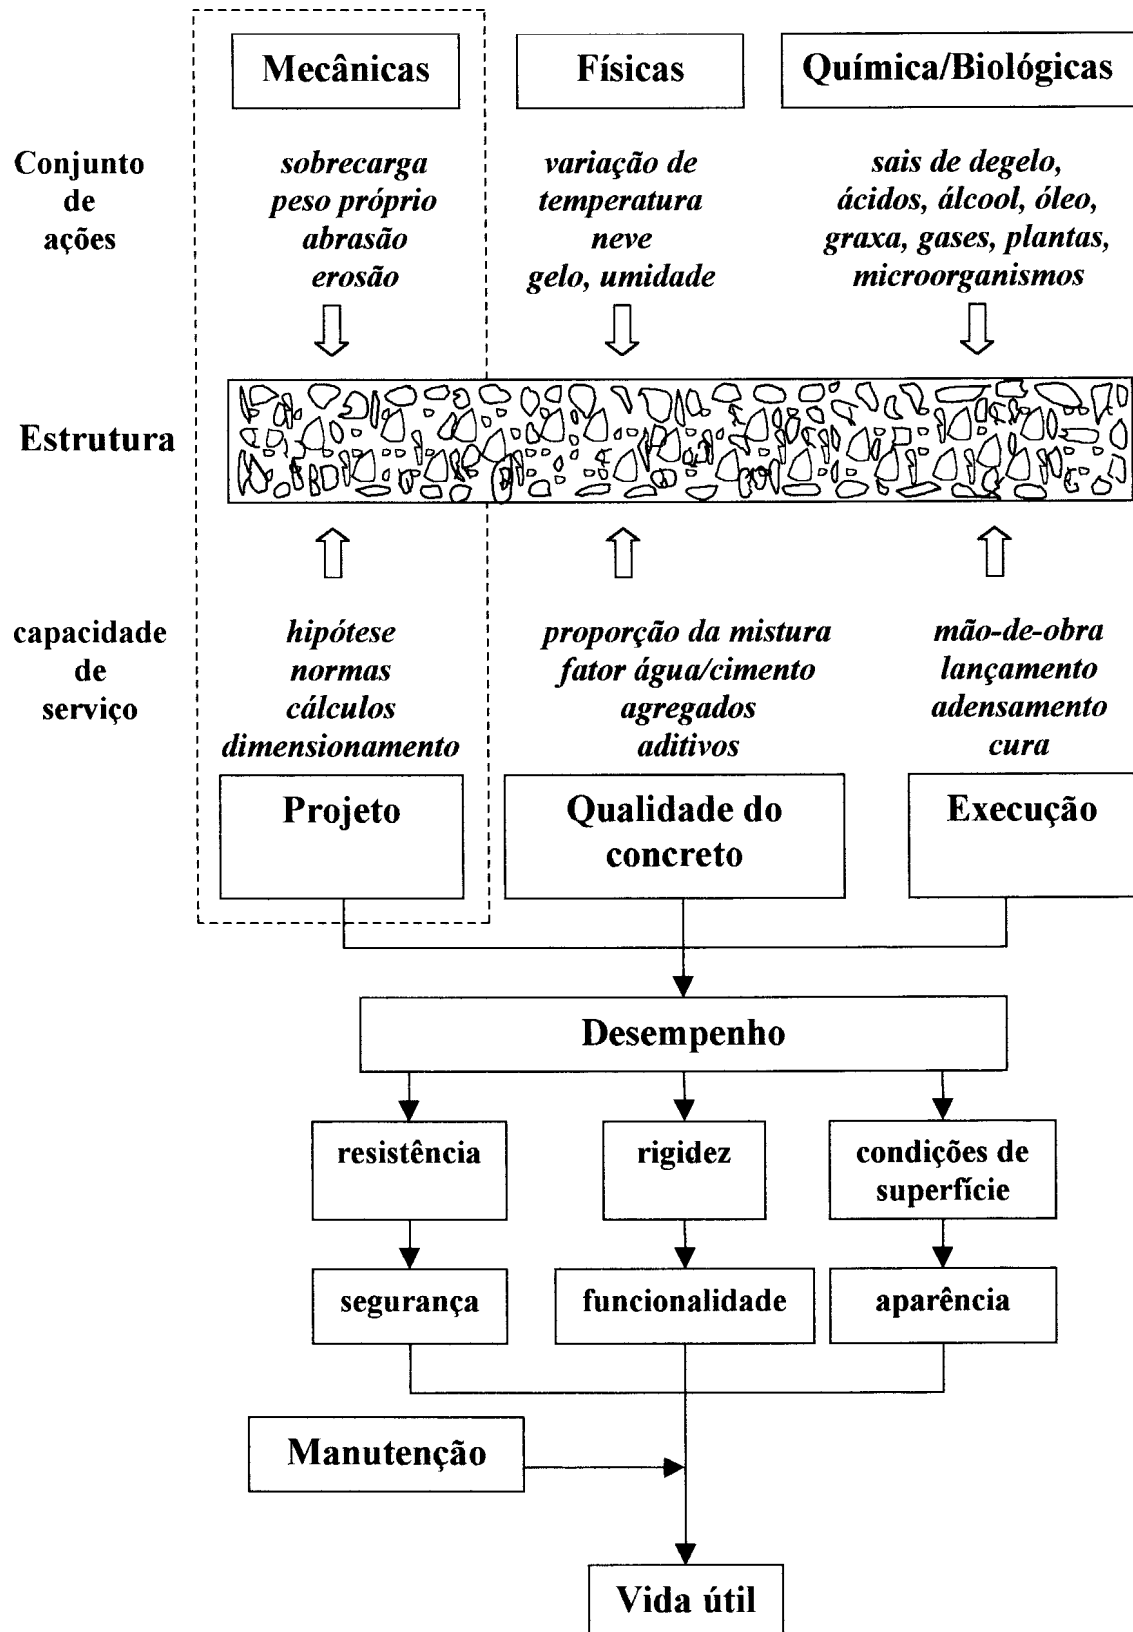 Mecânicas
Físicas
Química/Biológicas
Conjunto
de
ações
sobrecarga
peso próprio
abrasão
erosão
variação de
temperatura
neve
gelo, umidade
sais de degelo,
ácidos, álcool, óleo,
graxa, gases, plantas,
microorganismos
Estrutura
capacidade
de
serviço
hipótese
normas
cálculos
dimensionamento
proporção da mistura
fator água/cimento
agregados
aditivos
mão-de-obra
lançamento
adensamento
cura
Projeto
Qualidade do
concreto
Execução
Desempenho
resistência
rigidez
condições de
superfície
segurança
funcionalidade
aparência
Manutenção
Vida útil